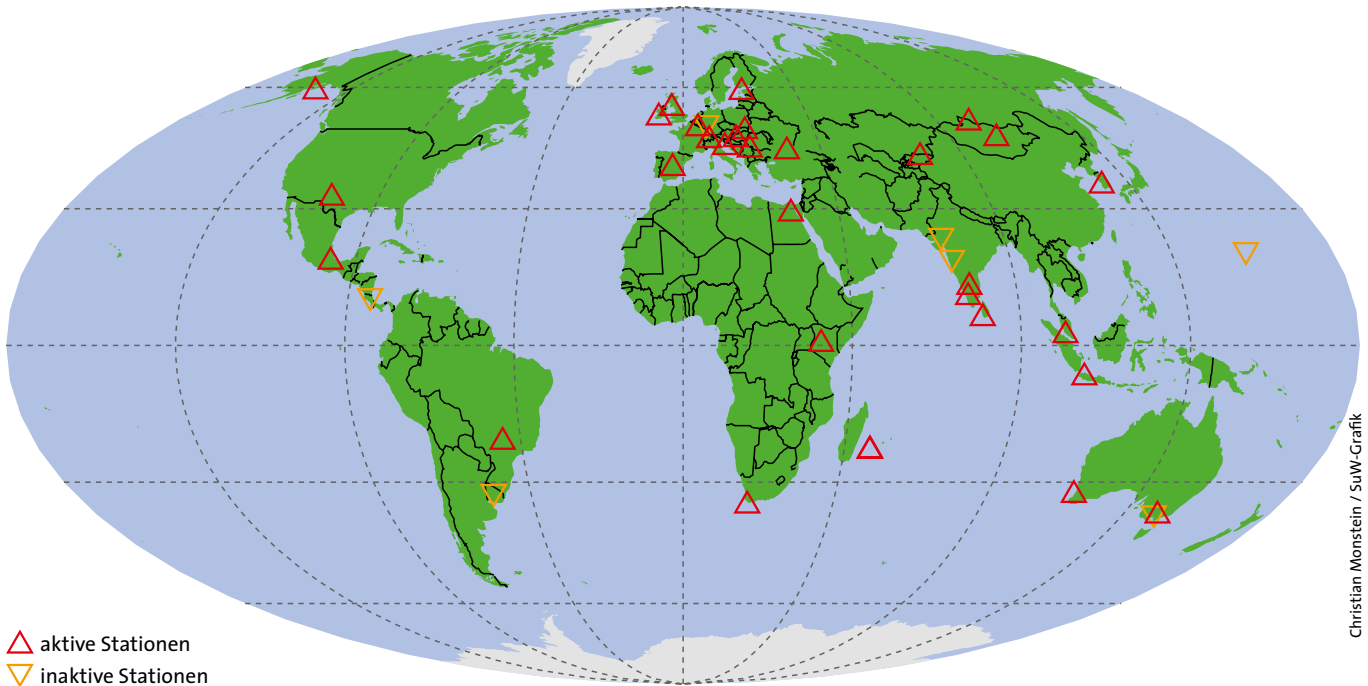 aktive Stationen
inaktive Stationen
Christian Monstein / SuW-Grafik